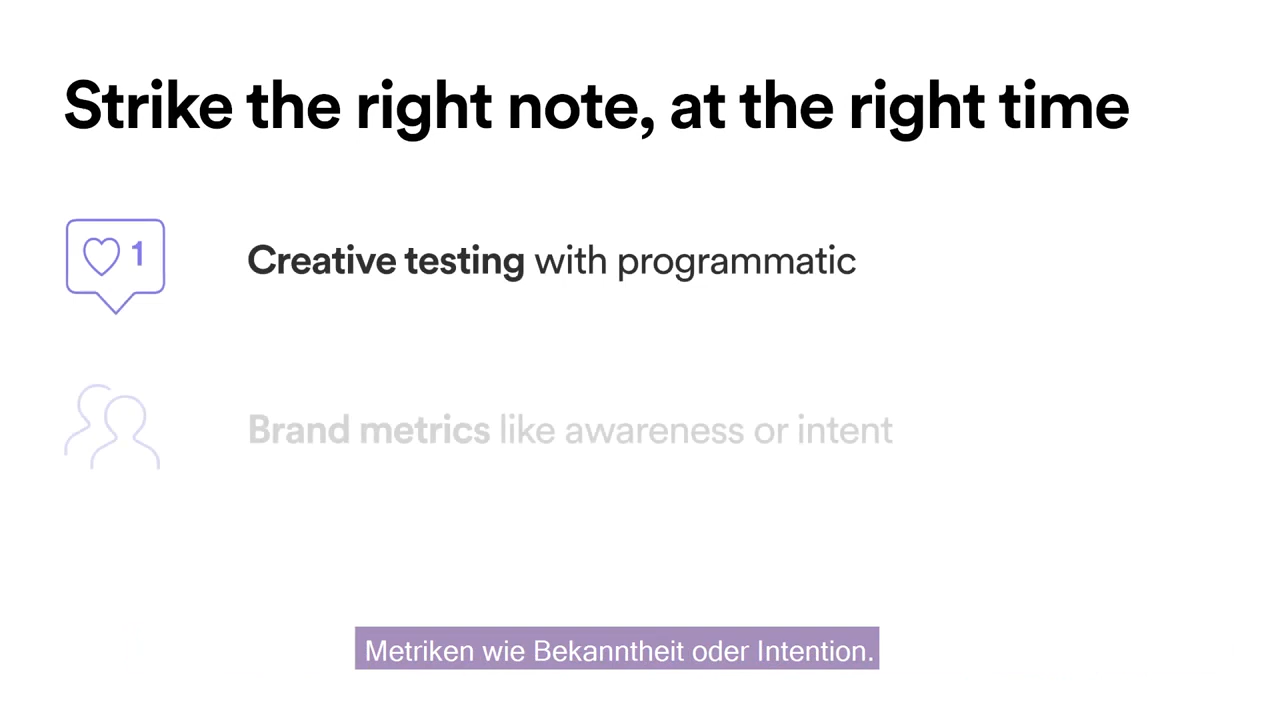 Strike the right note, at the right time
1
Creative testing with programmatic
Brand metrics like awareness or intent
Metriken wie Bekanntheit oder Intention.